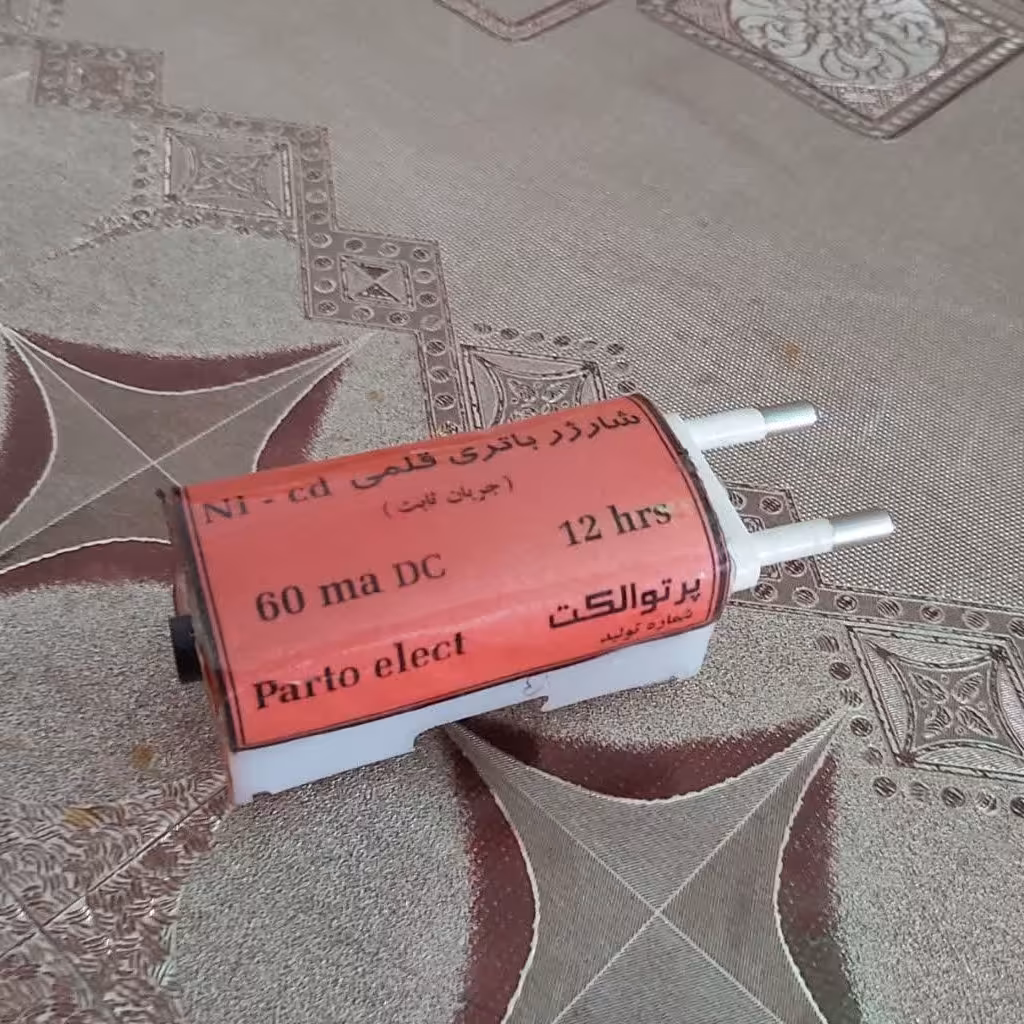 شارژر باتری قلمی Ni - cd
( جریان ثابت )
12 hrs
60 ma DC
پرتوالکت
شماره تولید
Parto elect